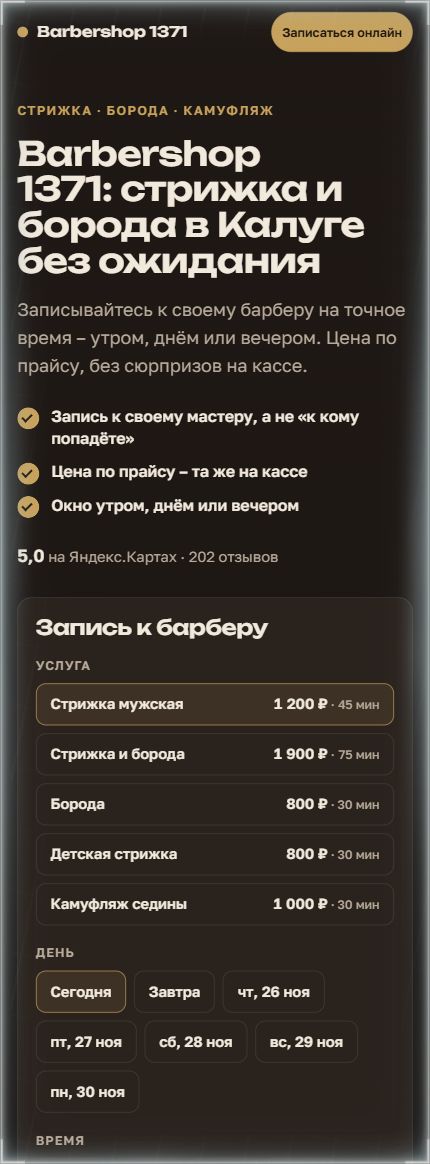 Barbershop 1371
Записаться онлайн
СТРИЖКА · БОРОДА · КАМУФЛЯЖ
Barbershop
1371: стрижка и
борода в Калуге
без ожидания
Записывайтесь к своему барберу на точное
время – утром, днём или вечером. Цена по
прайсу, без сюрпризов на кассе.
Запись к своему мастеру, а не «к кому
попадёте»
Цена по прайсу – та же на кассе
Окно утром, днём или вечером
5,0 на Яндекс.Картах · 202 отзывов
Запись к барберу
УСЛУГА
Стрижка мужская 1 200 ₽ · 45 мин
Стрижка и борода 1 900 ₽ · 75 мин
Борода 800 ₽ · 30 мин
Детская стрижка 800 ₽ · 30 мин
Камуфляж седины 1 000 ₽ · 30 мин
ДЕНЬ
Сегодня Завтра чт, 26 ноя
пт, 27 ноя сб, 28 ноя вс, 29 ноя
пн, 30 ноя
ВРЕМЯ